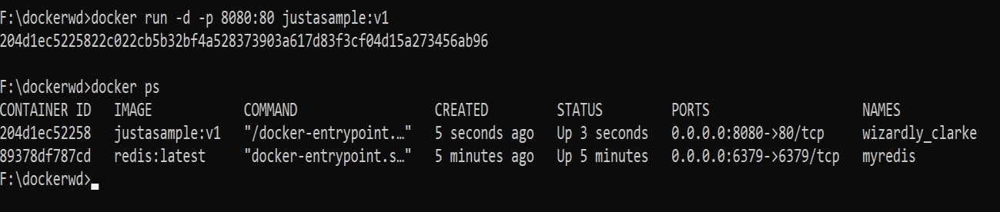 F:\dockerwd>docker run -d -p 8080:80 justasample:v1
204d1ec5225822c022cb5b32bf4a528373903a617d83f3cf04d15a273456ab96
F:\dockerwd>docker ps
CONTAINER ID   IMAGE            COMMAND                  CREATED         STATUS         PORTS                    NAMES
204d1ec52258   justasample:v1   "/docker-entrypoint.…"   5 seconds ago   Up 3 seconds   0.0.0.0:8080->80/tcp     wizardly_clarke
89378df787cd   redis:latest     "docker-entrypoint.s…"   5 minutes ago   Up 5 minutes   0.0.0.0:6379->6379/tcp   myredis
F:\dockerwd>